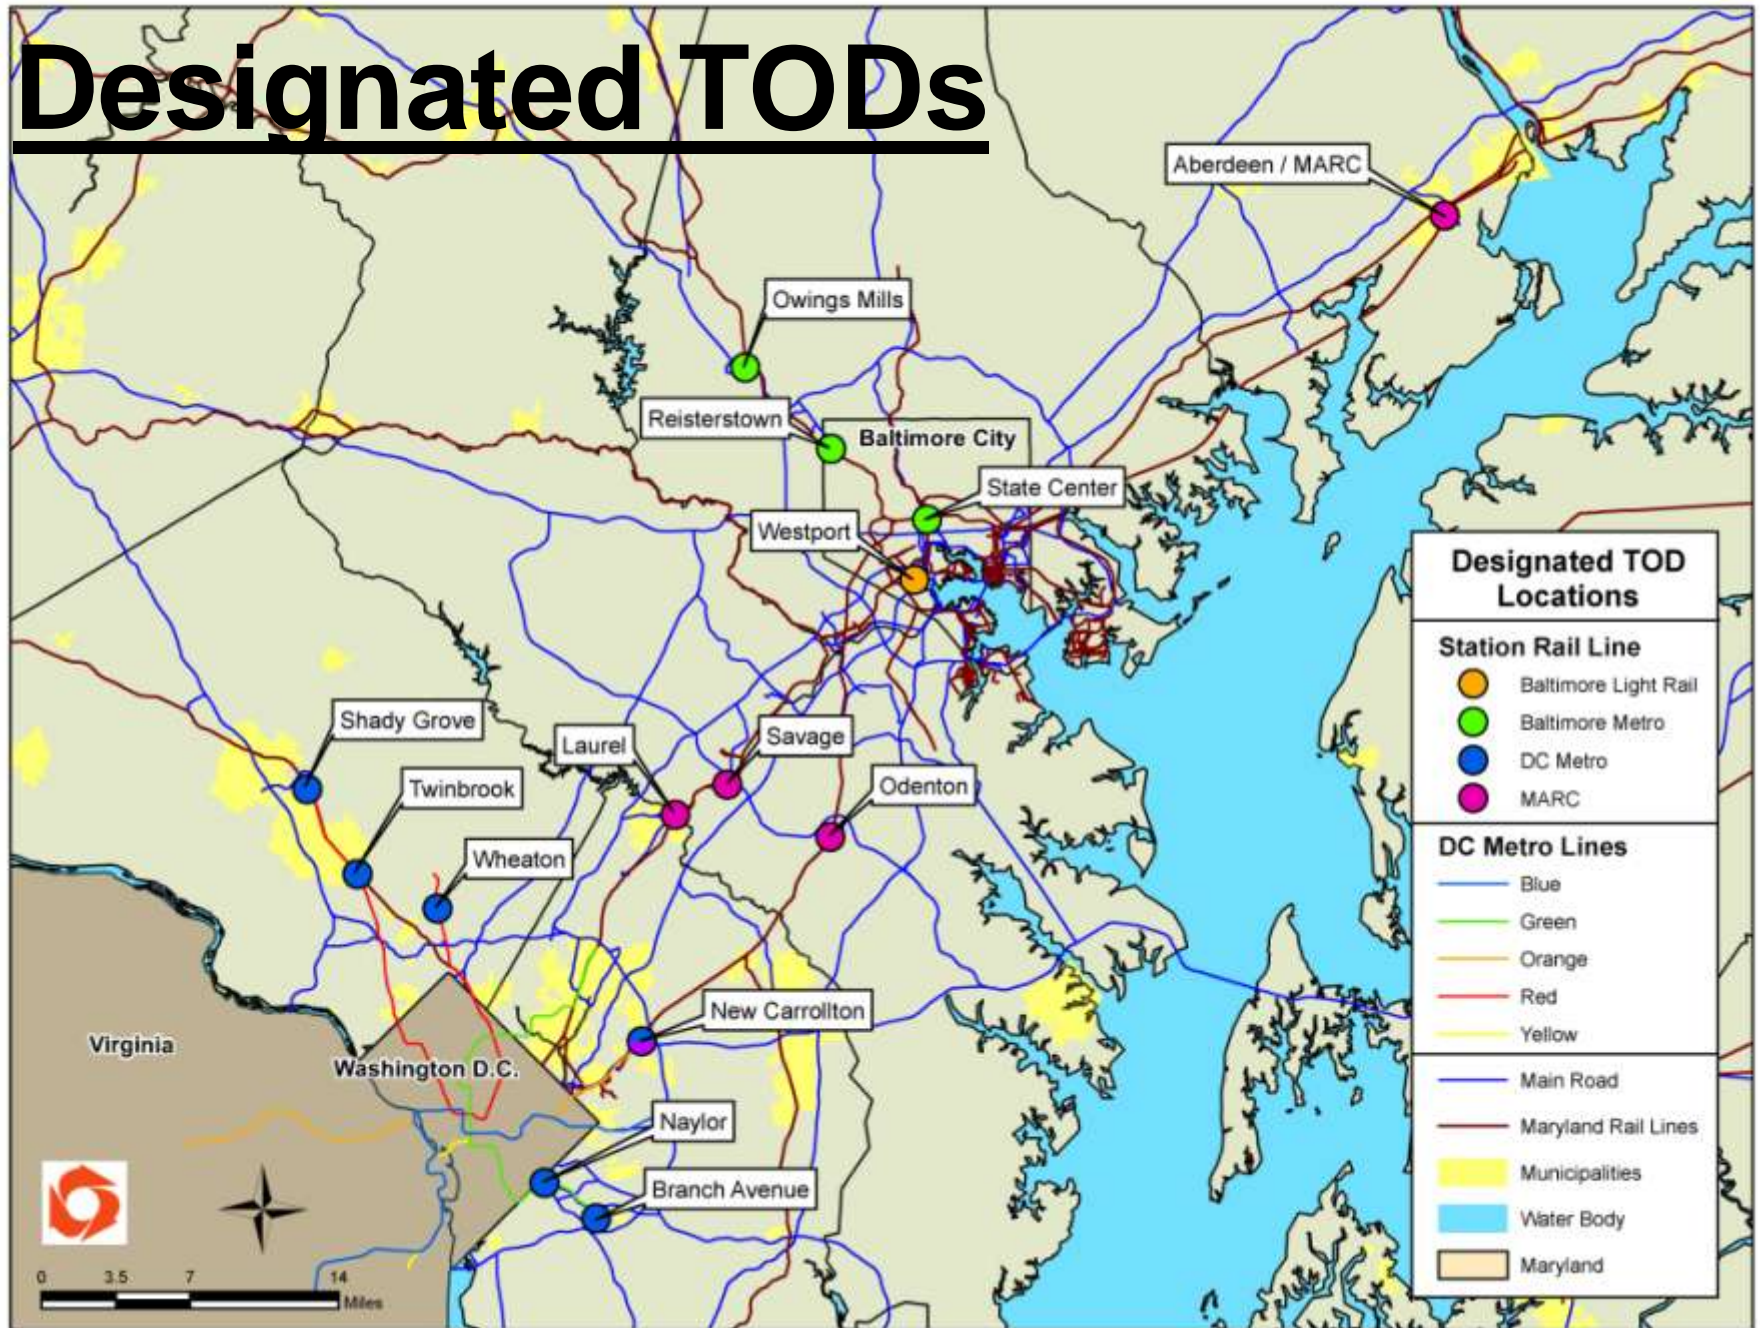 Designated TODs
Aberdeen / MARC
Owings Mills
Reisterstown
Baltimore City
State Center
Westport
Shady Grove
Laurel
Savage
Twinbrook
Odenton
Wheaton
New Carrollton
Virginia
Washington D.C.
Naylor
Branch Avenue
0 3.5 7 14
Miles
Designated TOD
Locations
Station Rail Line
Baltimore Light Rail
Baltimore Metro
DC Metro
MARC
DC Metro Lines
Blue
Green
Orange
Red
Yellow
Main Road
Maryland Rail Lines
Municipalities
Water Body
Maryland